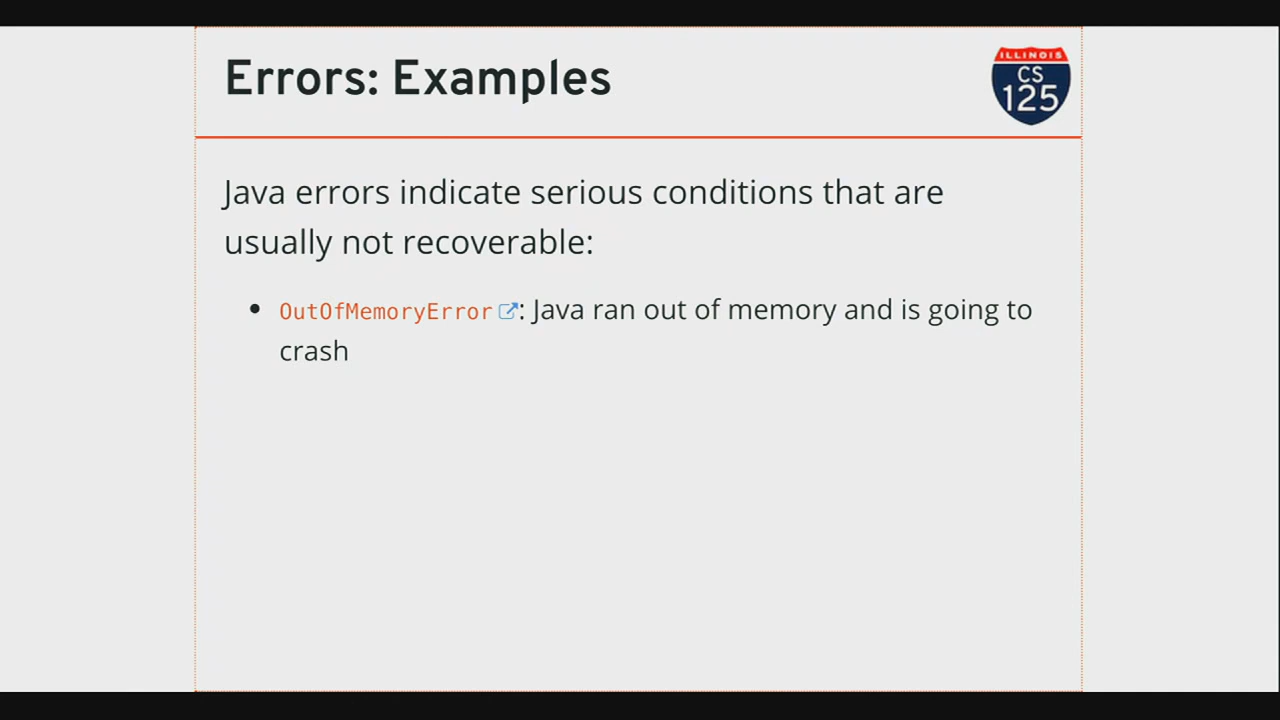 Errors: Examples
ILLINOIS
CS
125
Java errors indicate serious conditions that are
usually not recoverable:
• OutOfMemoryError: Java ran out of memory and is going to
crash